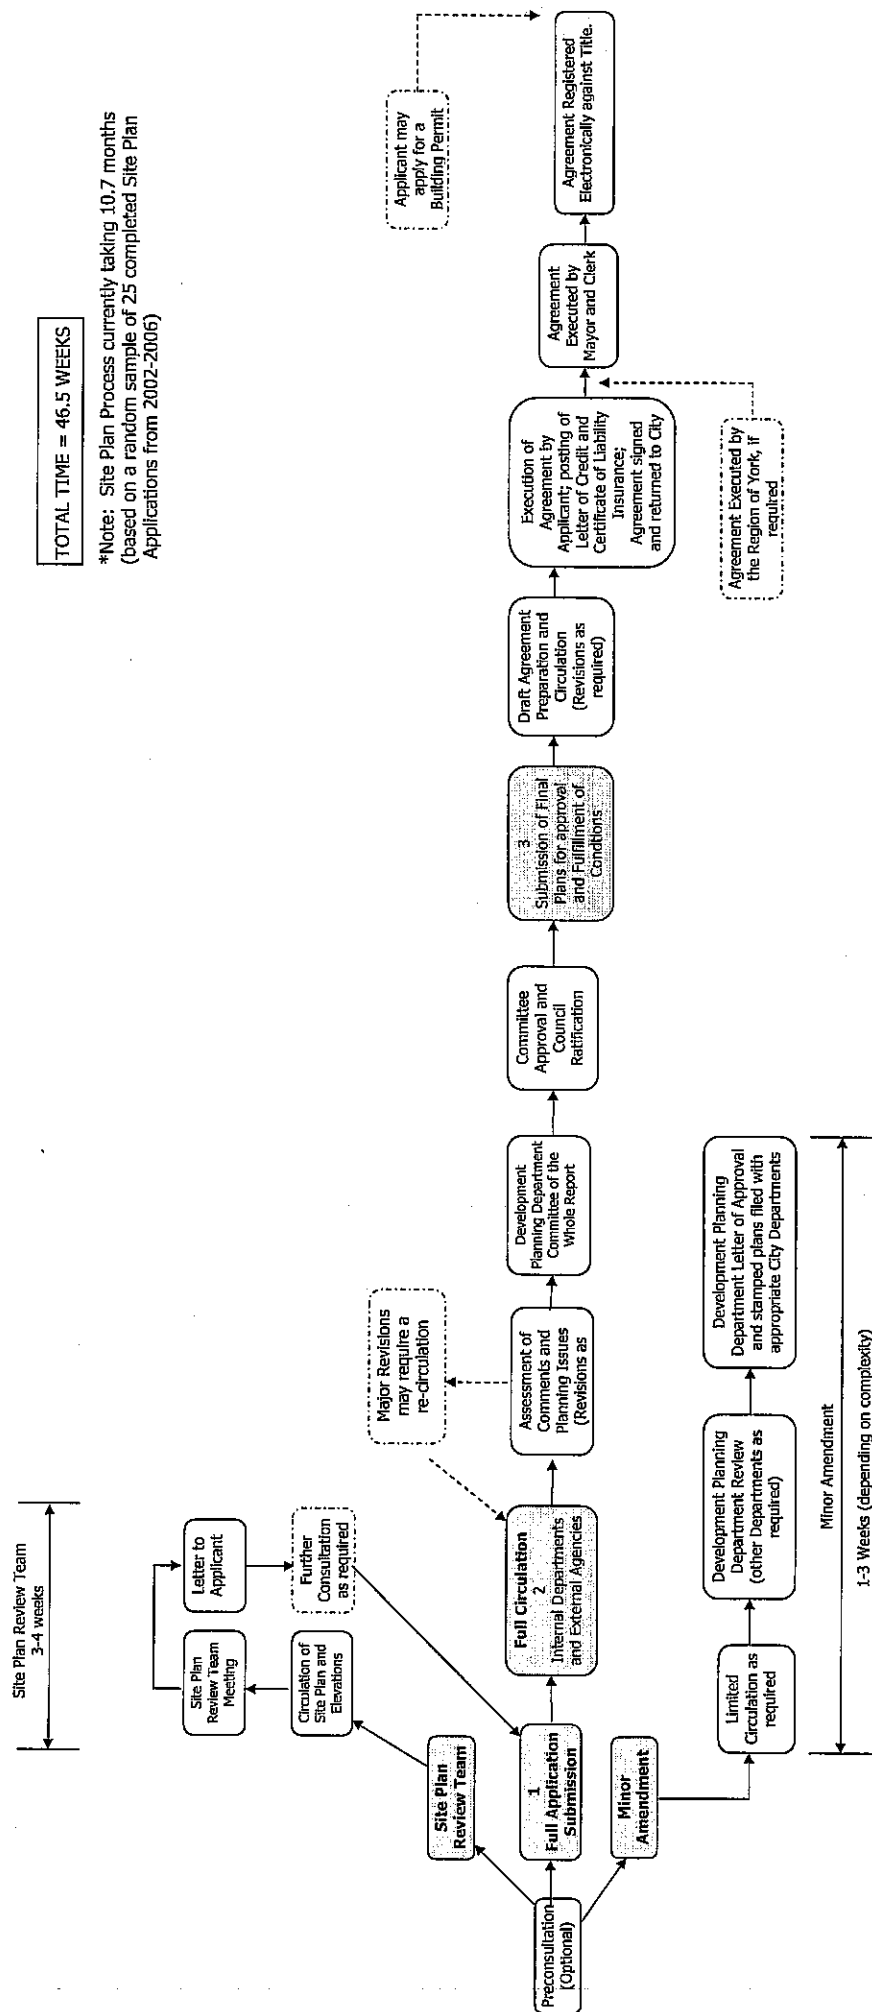 TOTAL TIME = 46.5 WEEKS
*Note: Site Plan Process currently taking 10.7 months
(based on a random sample of 25 completed Site Plan
Applications from 2002-2006)
Site Plan Review Team
3-4 weeks
Preconsultation
(Optional)
Site Plan
Review Team
Circulation of
Site Plan and
Elevations
Site Plan
Review Team
Meeting
Letter to
Applicant
Further
Consultation
as required
1
Full Application
Submission
Full Circulation
2
Internal Departments
and External Agencies
Major Revisions
may require a
re-circulation
Assessment of
Comments and
Planning Issues
(Revisions as
Development
Planning Department
Committee of the
Whole Report
Committee
Approval and
Council
Ratification
3
Submission of Final
Plans for approval
and Fulfillment of
Condtions
Draft Agreement
Preparation and
Circulation
(Revisions as
required)
Execution of
Agreement by
Applicant; posting of
Letter of Credit and
Certificate of Liability
Insurance;
Agreement signed
and returned to City
Agreement Executed by
the Region of York, if
required
Agreement
Executed by
Mayor and Clerk
Applicant may
apply for a
Building Permit
Agreement Registered
Electronically against Title.
Minor
Amendment
Limited
Circulation as
required
Development Planning
Department Review
(other Departments as
required)
Development Planning
Department Letter of Approval
and stamped plans filed with
appropriate City Departments
Minor Amendment
1-3 Weeks (depending on complexity)